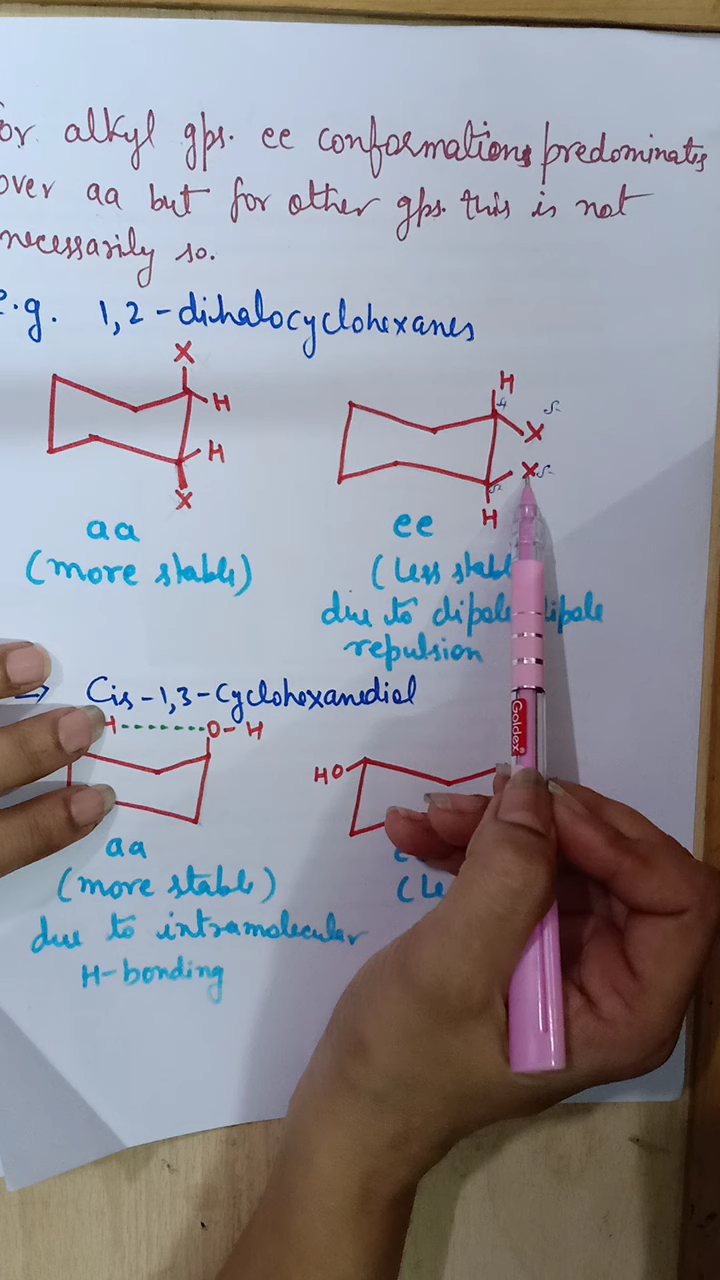 or alkyl gps. ee conformations predominates
over aa but for other gps. this is not
necessarily so.
e.g. 1,2-dihalocyclohexanes
X
H
H
X
H
X
X
H
δ-
δ-
aa
(more stable)
ee
(Less stabl
due to dipole dipole
repulsion
→ Cis-1,3-Cyclohexanediol
H O-H
HO
aa
(more stable)
due to intramolecular
H-bonding
(Le
Goldex